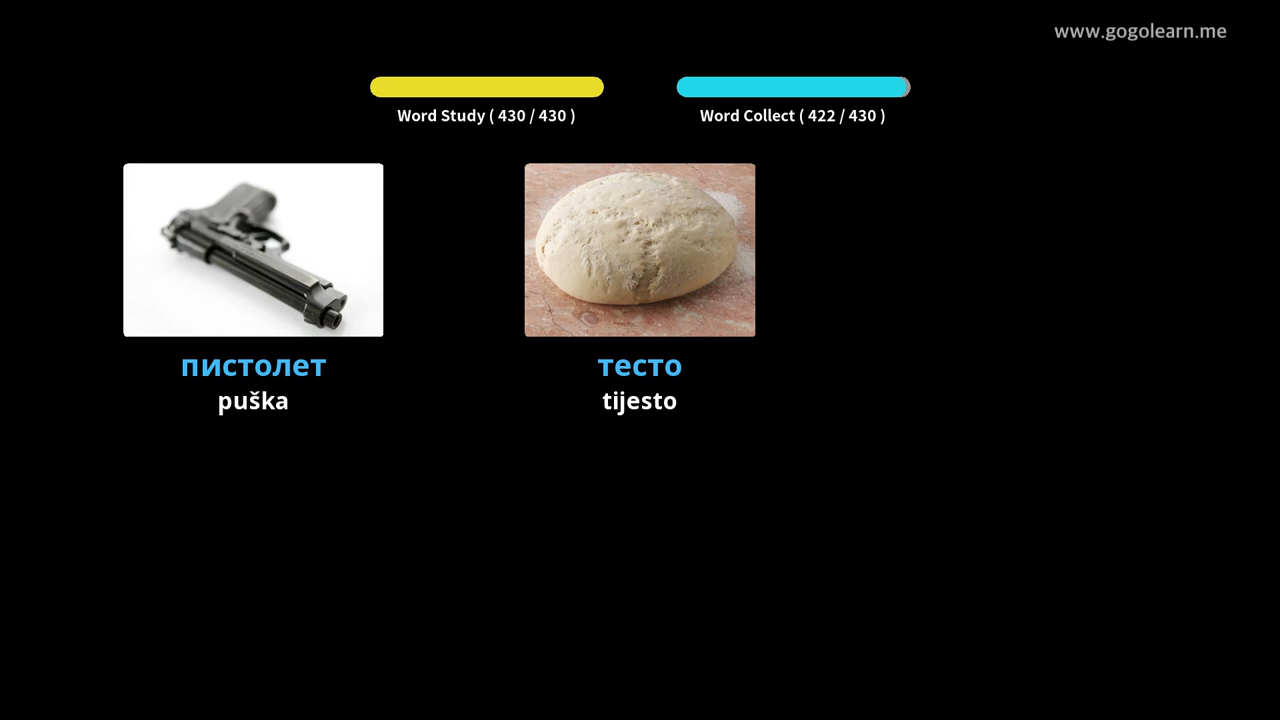 www.gogolearn.me
Word Study ( 430 / 430 )
Word Collect ( 422 / 430 )
пистолет
puška
тесто
tijesto